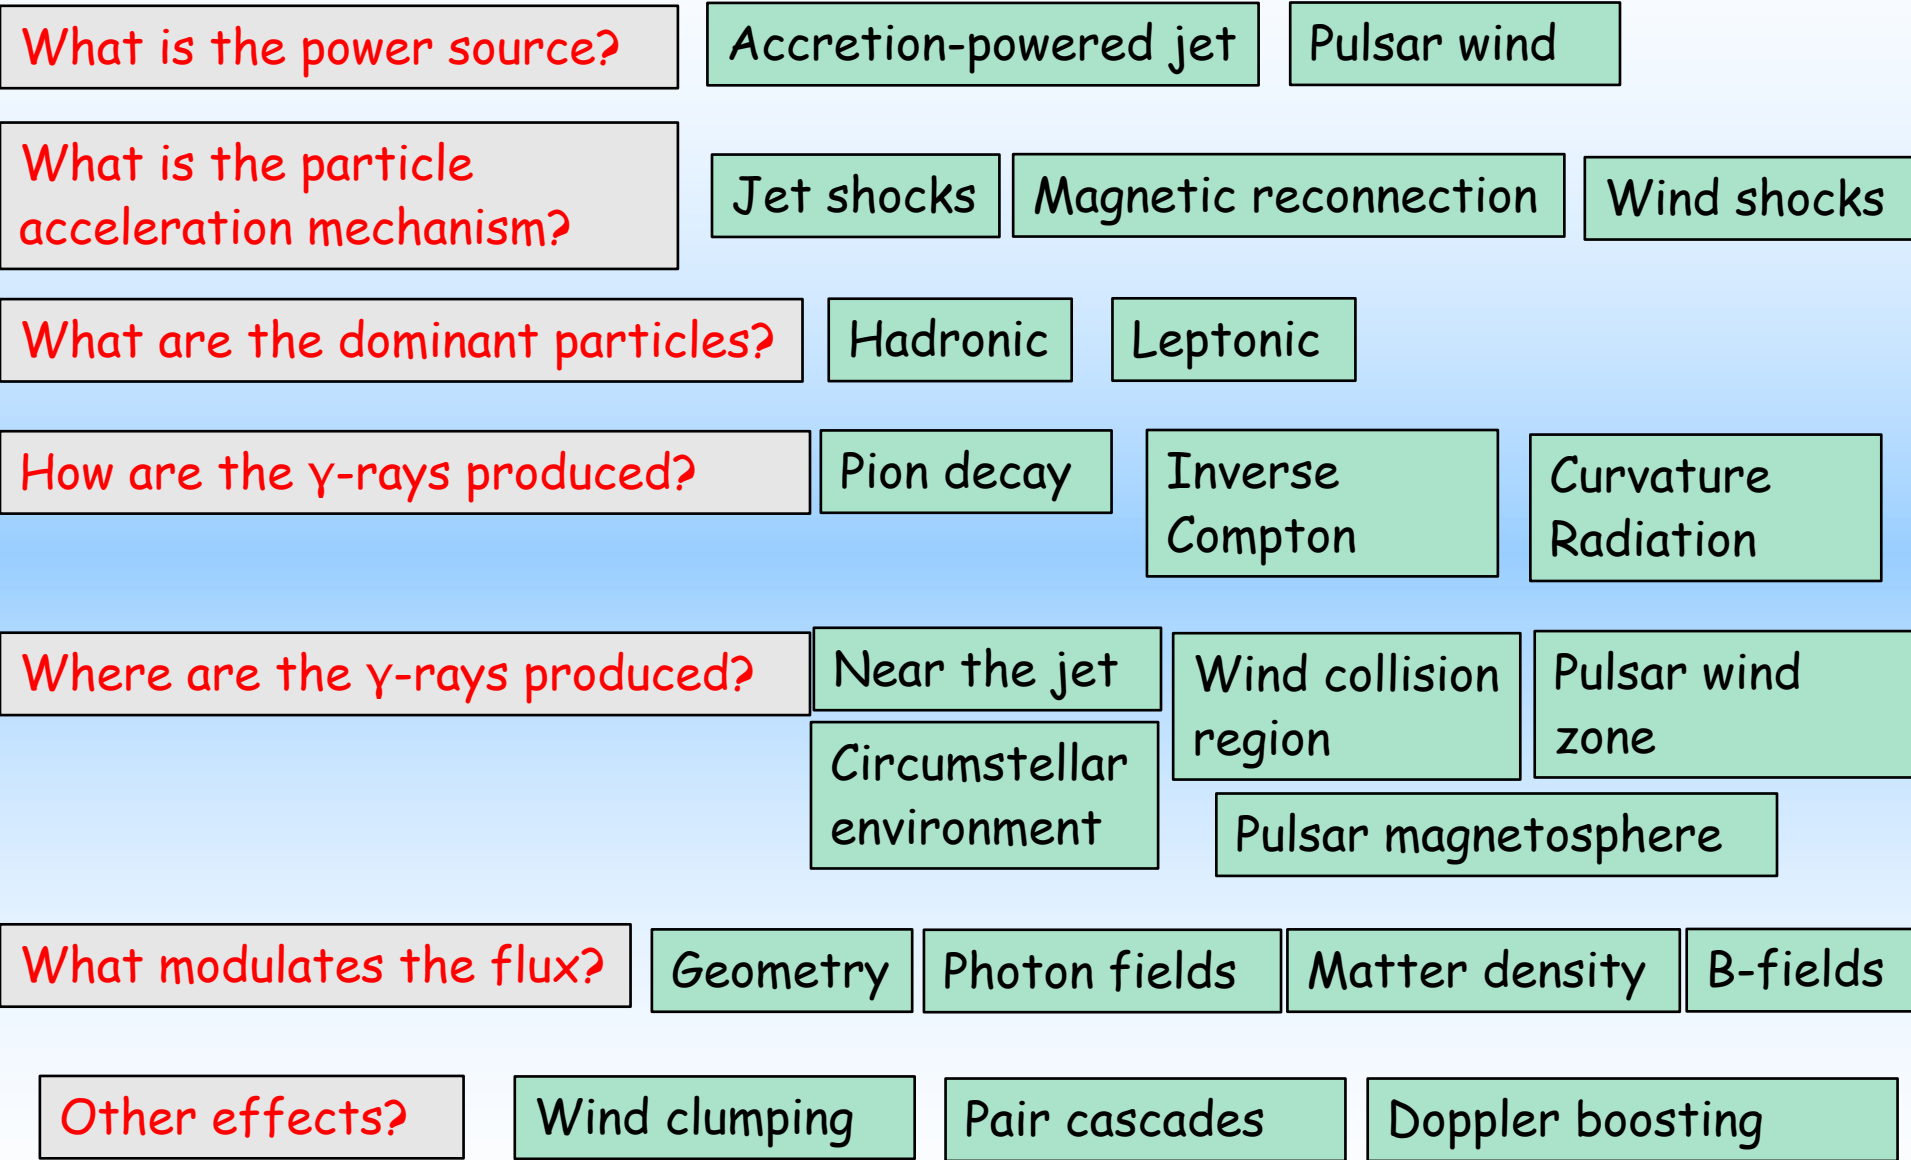 What is the power source?
Accretion-powered jet
Pulsar wind
What is the particle
acceleration mechanism?
Jet shocks
Magnetic reconnection
Wind shocks
What are the dominant particles?
Hadronic
Leptonic
How are the γ-rays produced?
Pion decay
Inverse
Compton
Curvature
Radiation
Where are the γ-rays produced?
Near the jet
Wind collision
region
Pulsar wind
zone
Circumstellar
environment
Pulsar magnetosphere
What modulates the flux?
Geometry
Photon fields
Matter density
B-fields
Other effects?
Wind clumping
Pair cascades
Doppler boosting